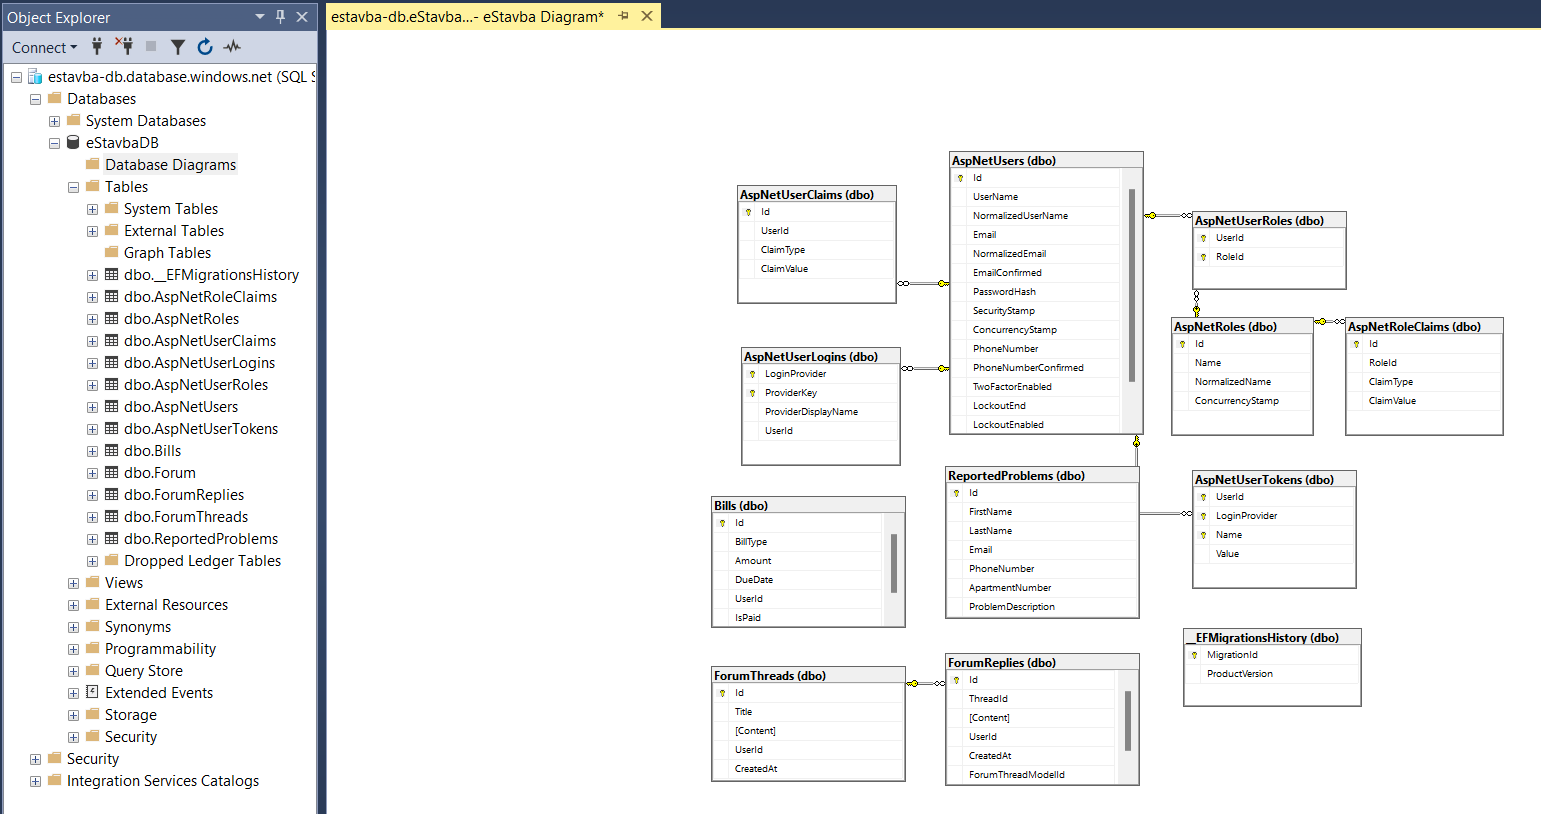 Object Explorer
Connect
estavba-db.database.windows.net (SQL S
Databases
System Databases
eStavbaDB
Database Diagrams
Tables
System Tables
External Tables
Graph Tables
dbo.__EFMigrationsHistory
dbo.AspNetRoleClaims
dbo.AspNetRoles
dbo.AspNetUserClaims
dbo.AspNetUserLogins
dbo.AspNetUserRoles
dbo.AspNetUsers
dbo.AspNetUserTokens
dbo.Bills
dbo.Forum
dbo.ForumReplies
dbo.ForumThreads
dbo.ReportedProblems
Dropped Ledger Tables
Views
External Resources
Synonyms
Programmability
Query Store
Extended Events
Storage
Security
Security
Integration Services Catalogs
estavba-db.eStavba...- eStavba Diagram*
AspNetUserClaims (dbo)
Id
UserId
ClaimType
ClaimValue
AspNetUserLogins (dbo)
LoginProvider
ProviderKey
ProviderDisplayName
UserId
Bills (dbo)
Id
BillType
Amount
DueDate
UserId
IsPaid
ForumThreads (dbo)
Id
Title
[Content]
UserId
CreatedAt
AspNetUsers (dbo)
Id
UserName
NormalizedUserName
Email
NormalizedEmail
EmailConfirmed
PasswordHash
SecurityStamp
ConcurrencyStamp
PhoneNumber
PhoneNumberConfirmed
TwoFactorEnabled
LockoutEnd
LockoutEnabled
ReportedProblems (dbo)
Id
FirstName
LastName
Email
PhoneNumber
ApartmentNumber
ProblemDescription
ForumReplies (dbo)
Id
ThreadId
[Content]
UserId
CreatedAt
ForumThreadModelId
AspNetUserRoles (dbo)
UserId
RoleId
AspNetRoles (dbo)
Id
Name
NormalizedName
ConcurrencyStamp
AspNetRoleClaims (dbo)
Id
RoleId
ClaimType
ClaimValue
AspNetUserTokens (dbo)
UserId
LoginProvider
Name
Value
__EFMigrationsHistory (dbo)
MigrationId
ProductVersion